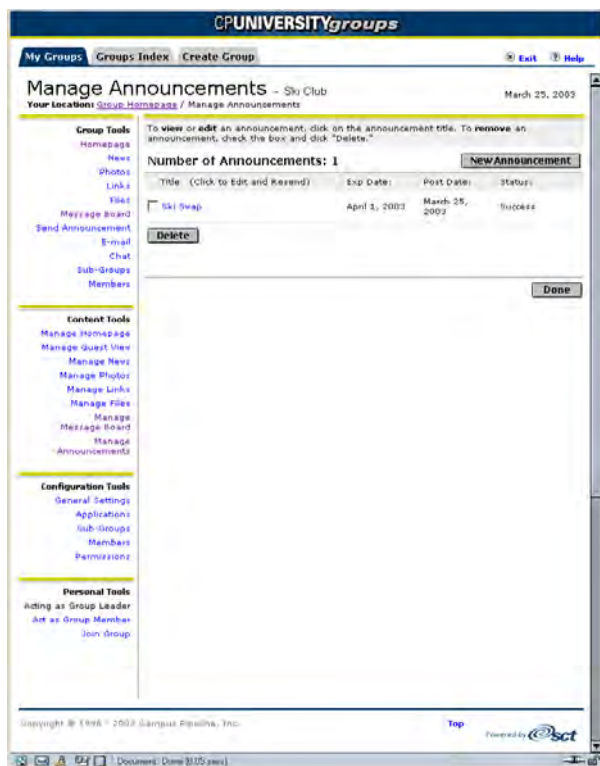 CPUNIVERSITYgroups
My Groups Groups Index Create Group Exit Help
Manage Announcements - Ski Club
March 25, 2003
Your Location: Group Homepage / Manage Announcements
Group Tools
Homepage
News
Photos
Links
Files
Message Board
Send Announcement
E-mail
Chat
Sub-Groups
Members
Content Tools
Manage Homepage
Manage Guest View
Manage News
Manage Photos
Manage Links
Manage Files
Manage
Message Board
Manage
Announcements
Configuration Tools
General Settings
Applications
Sub-Groups
Members
Permissions
Personal Tools
Acting as Group Leader
Act as Group Member
Join Group
To view or edit an announcement, click on the announcement title. To remove an
announcement, check the box and click "Delete."
Number of Announcements: 1 New Announcement
Title (Click to Edit and Resend) Exp Date: Post Date: Status:
Ski Swap April 1, 2003 March 25,
2003 Success
Delete
Done
Copyright © 1998 - 2003 Campus Pipeline, Inc.
Top
Powered by SCT
Document: Done (0.05 secs)